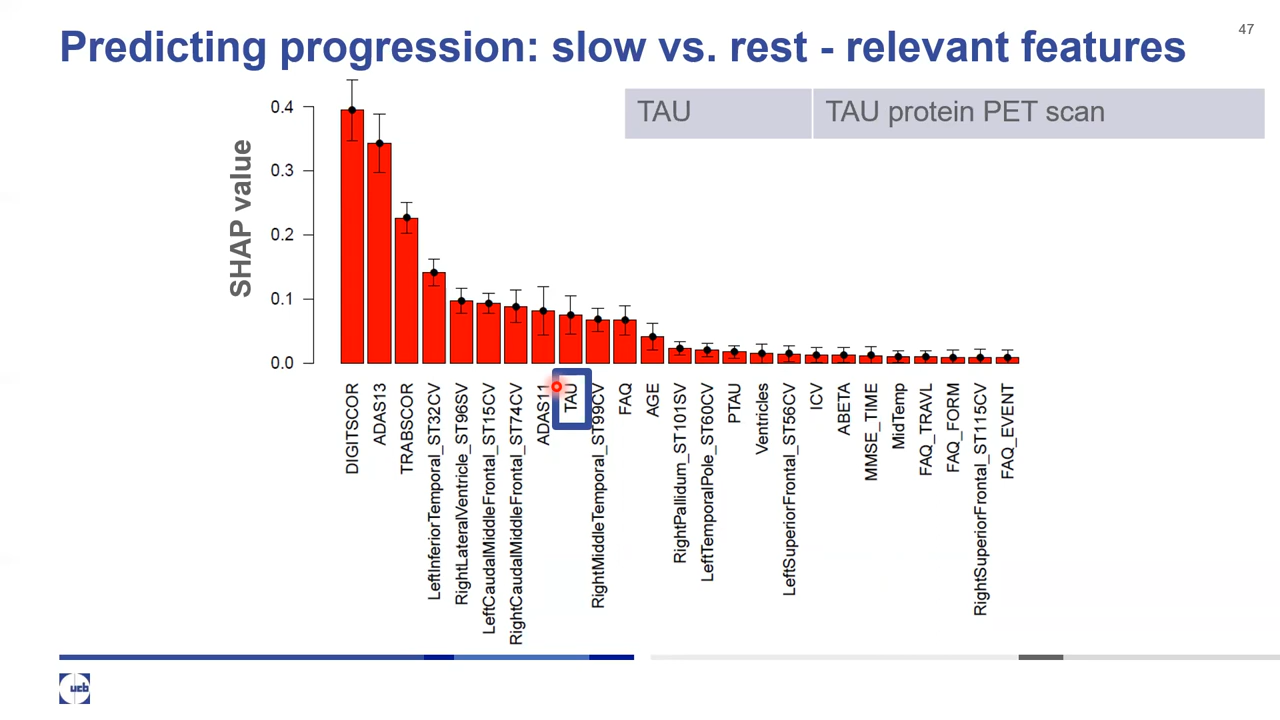 Predicting progression: slow vs. rest - relevant features
47
TAU
TAU protein PET scan
SHAP value
0.4
0.3
0.2
0.1
0.0
DIGITSCOR
ADAS13
TRABSCOR
LeftInferiorTemporal_ST32CV
RightLateralVentricle_ST96SV
LeftCaudalMiddleFrontal_ST15CV
RightCaudalMiddleFrontal_ST74CV
ADAS11
TAU
RightMiddleTemporal_ST99CV
FAQ
AGE
RightPallidum_ST101SV
LeftTemporalPole_ST60CV
PTAU
Ventricles
LeftSuperiorFrontal_ST56CV
ICV
ABETA
MMSE_TIME
MidTemp
FAQ_TRAVL
FAQ_FORM
RightSuperiorFrontal_ST115CV
FAQ_EVENT
ucb